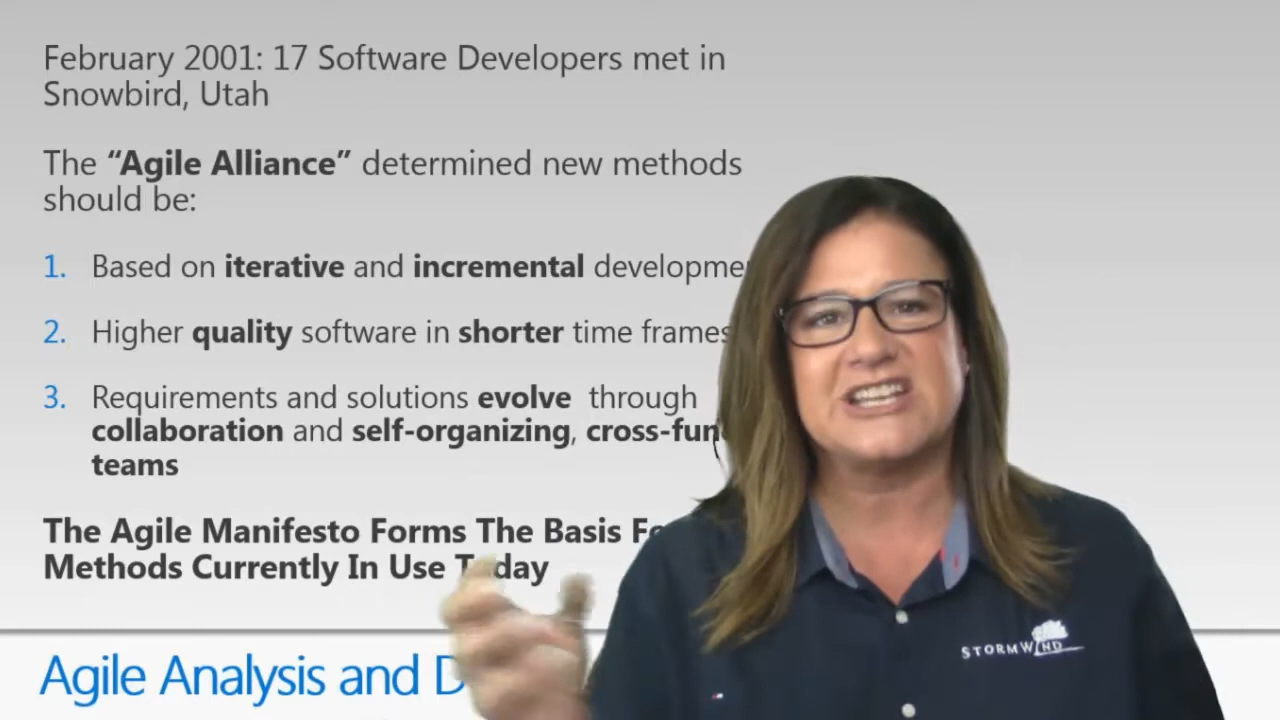 February 2001: 17 Software Developers met in
Snowbird, Utah
The “Agile Alliance” determined new methods
should be:
1. Based on iterative and incremental
2. Higher quality software in shorter time frames
3. Requirements and solutions evolve through
collaboration and self-organizing,
teams
The Agile Manifesto Forms The Basis
Methods Currently In Use Today
Agile Analysis and
STORMWIND